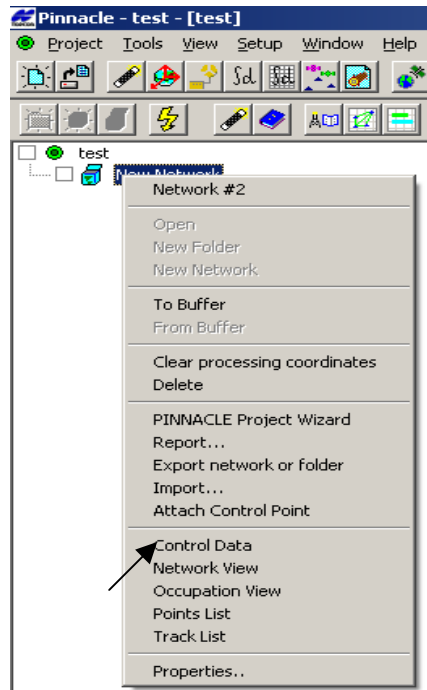 Pinnacle - test - [test]
Project Tools View Setup Window Help
test
New Network
Network #2
Open
New Folder
New Network
To Buffer
From Buffer
Clear processing coordinates
Delete
PINNACLE Project Wizard
Report...
Export network or folder
Import...
Attach Control Point
Control Data
Network View
Occupation View
Points List
Track List
Properties..